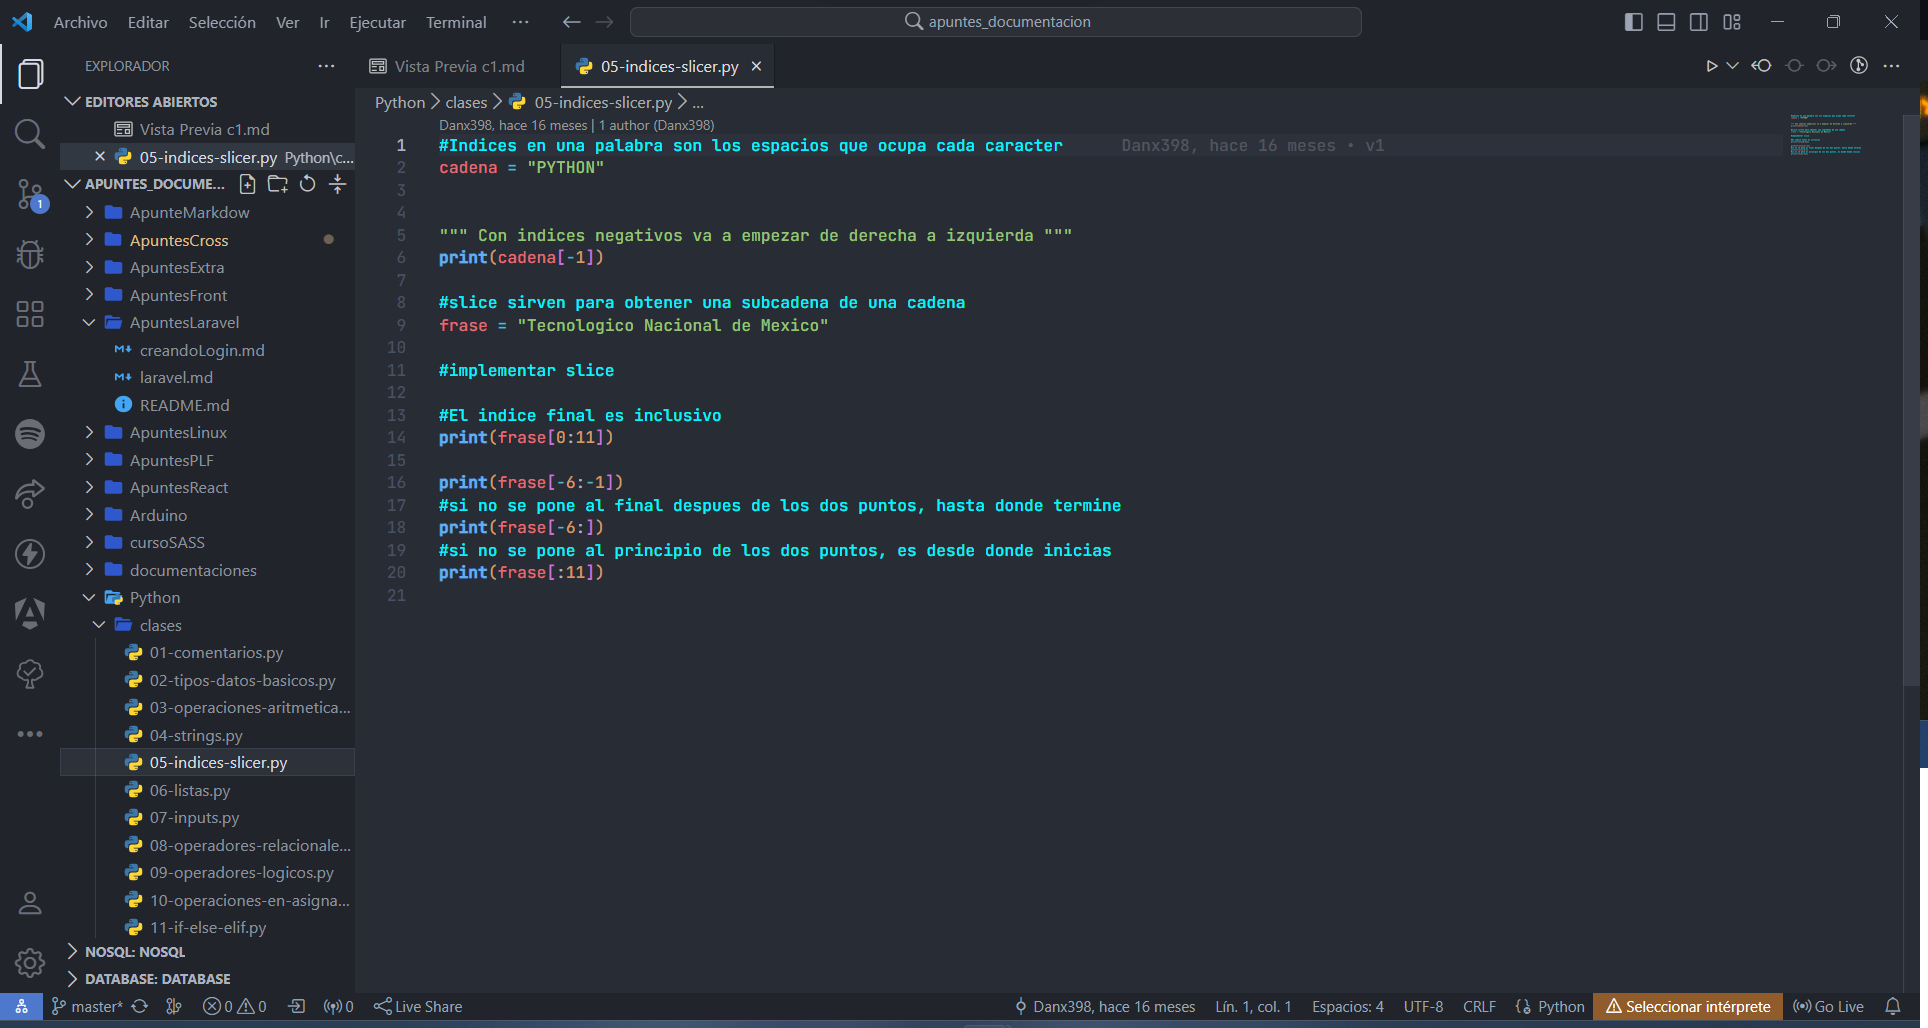 Archivo Editar Selección Ver Ir Ejecutar Terminal ··· apuntes_documentacion
EXPLORADOR ···
EDITORES ABIERTOS
Vista Previa c1.md
05-indices-slicer.py Python\c...
APUNTES_DOCUME...
ApunteMarkdow
ApuntesCross
ApuntesExtra
ApuntesFront
ApuntesLaravel
creandoLogin.md
laravel.md
README.md
ApuntesLinux
ApuntesPLF
ApuntesReact
Arduino
cursoSASS
documentaciones
Python
clases
01-comentarios.py
02-tipos-datos-basicos.py
03-operaciones-aritmetica...
04-strings.py
05-indices-slicer.py
06-listas.py
07-inputs.py
08-operadores-relacionale...
09-operadores-logicos.py
10-operaciones-en-asigna...
11-if-else-elif.py
NOSQL: NOSQL
DATABASE: DATABASE
1
Vista Previa c1.md 05-indices-slicer.py
Python > clases > 05-indices-slicer.py > ...
Danx398, hace 16 meses | 1 author (Danx398)
1 #Indices en una palabra son los espacios que ocupa cada caracter Danx398, hace 16 meses • v1
2 cadena = "PYTHON"
3
4
5 """ Con indices negativos va a empezar de derecha a izquierda """
6 print(cadena[-1])
7
8 #slice sirven para obtener una subcadena de una cadena
9 frase = "Tecnologico Nacional de Mexico"
10
11 #implementar slice
12
13 #El indice final es inclusivo
14 print(frase[0:11])
15
16 print(frase[-6:-1])
17 #si no se pone al final despues de los dos puntos, hasta donde termine
18 print(frase[-6:])
19 #si no se pone al principio de los dos puntos, es desde donde inicias
20 print(frase[:11])
21
master* 0 0 0 Live Share Danx398, hace 16 meses Lín. 1, col. 1 Espacios: 4 UTF-8 CRLF Python Seleccionar intérprete Go Live